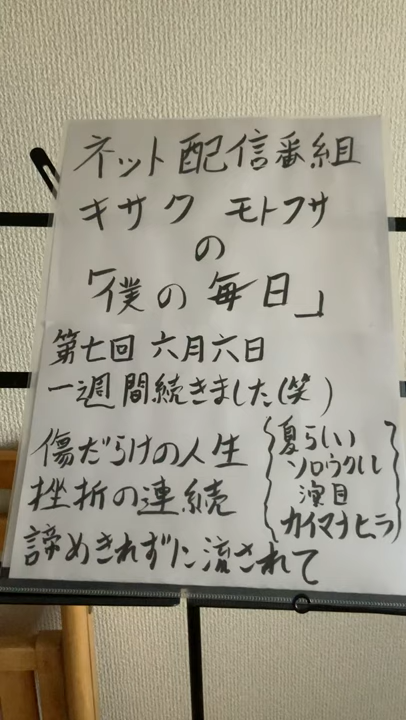 ネット配信番組
キサク モトフサ
の
「僕の毎日」
第七回 六月六日
一週間続きました(笑)
傷だらけの人生
挫折の連続
諦めきれずに流されて
{夏らしい
ソロウクレ
演目
カイマナヒラ}